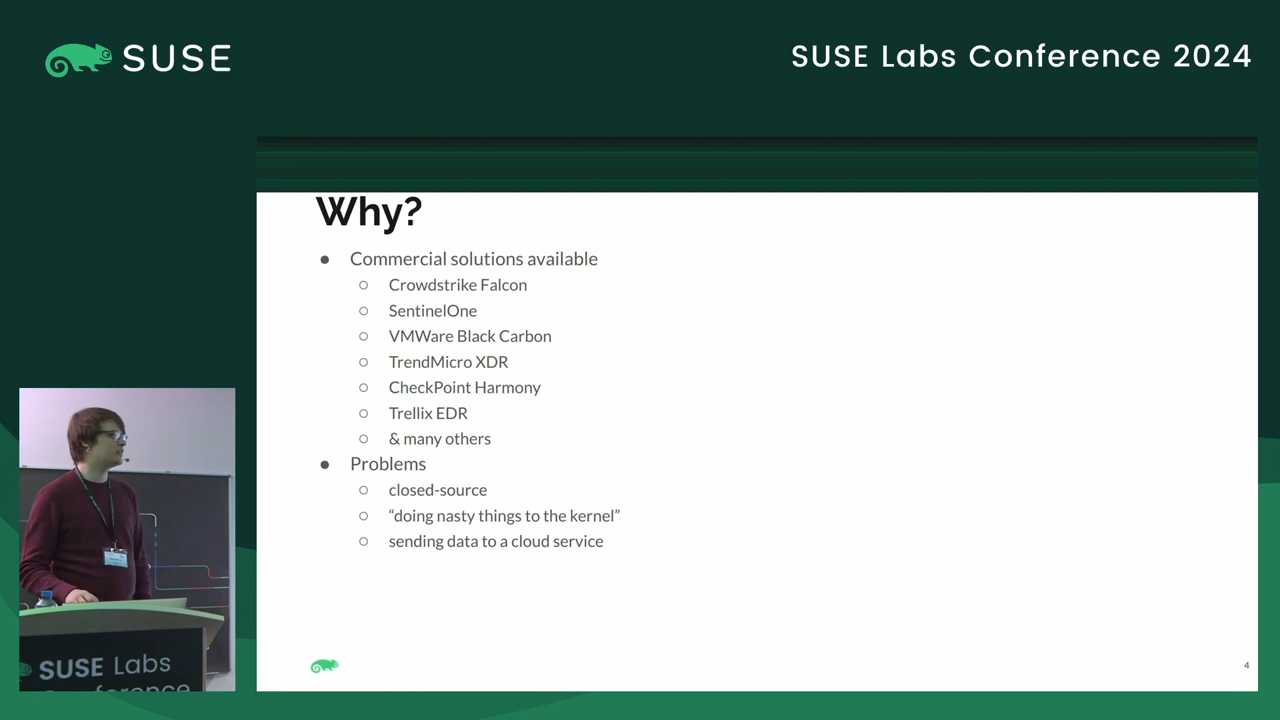 SUSE
SUSE Labs Conference 2024
Why?
● Commercial solutions available
○ Crowdstrike Falcon
○ SentinelOne
○ VMWare Black Carbon
○ TrendMicro XDR
○ CheckPoint Harmony
○ Trellix EDR
○ & many others
● Problems
○ closed-source
○ “doing nasty things to the kernel”
○ sending data to a cloud service
4
SUSE Labs
Conference